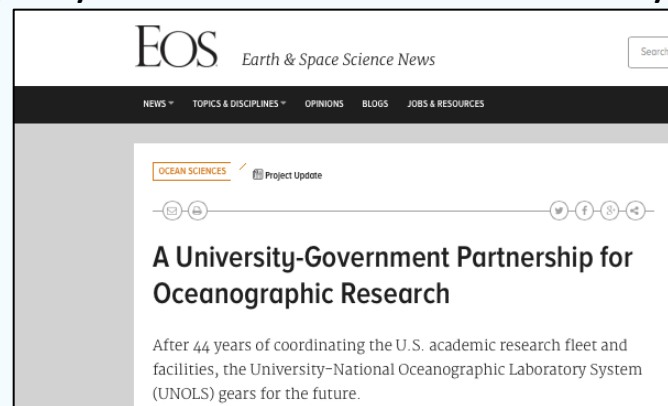 EOS Earth & Space Science News
Search
NEWS TOPICS & DISCIPLINES OPINIONS BLOGS JOBS & RESOURCES
OCEAN SCIENCES Project Update
A University-Government Partnership for
Oceanographic Research
After 44 years of coordinating the U.S. academic research fleet and
facilities, the University-National Oceanographic Laboratory System
(UNOLS) gears for the future.